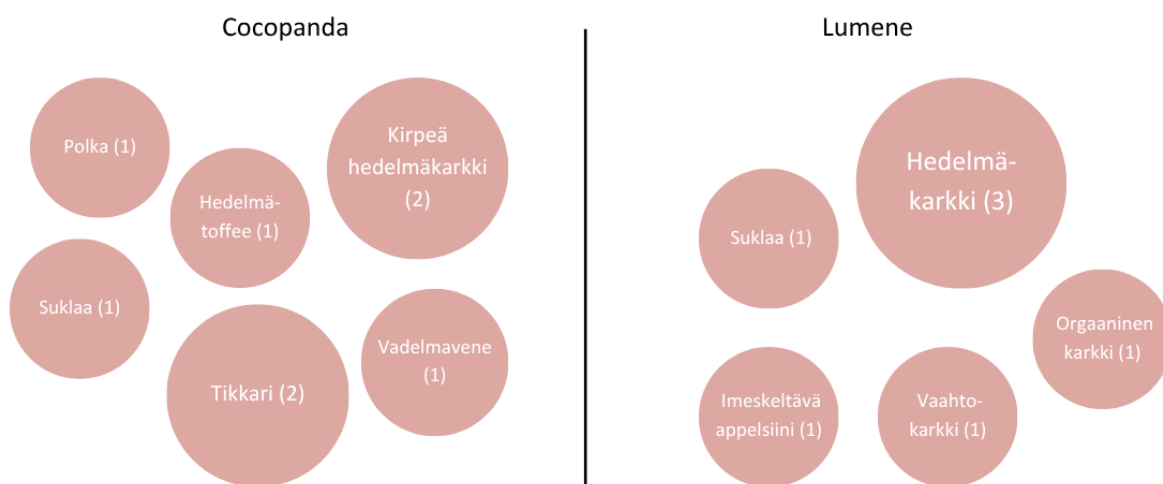 Cocopanda
Polka (1)
Hedelmä-
toffee (1)
Kirpeä
hedelmäkarkki
(2)
Suklaa (1)
Tikkari (2)
Vadelmavene
(1)
Lumene
Hedelmä-
karkki (3)
Suklaa (1)
Orgaaninen
karkki (1)
Imeskeltävä
appelsiini (1)
Vaahto-
karkki (1)